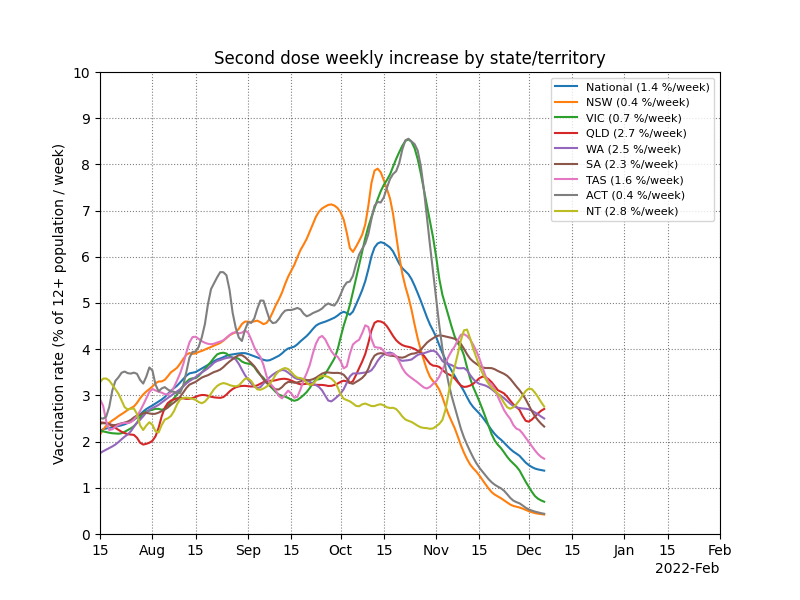 Second dose weekly increase by state/territory
Vaccination rate (% of 12+ population / week)
10
9
8
7
6
5
4
3
2
1
0
National (1.4 %/week)
NSW (0.4 %/week)
VIC (0.7 %/week)
QLD (2.7 %/week)
WA (2.5 %/week)
SA (2.3 %/week)
TAS (1.6 %/week)
ACT (0.4 %/week)
NT (2.8 %/week)
15 Aug 15 Sep 15 Oct 15 Nov 15 Dec 15 Jan 15 Feb
2022-Feb